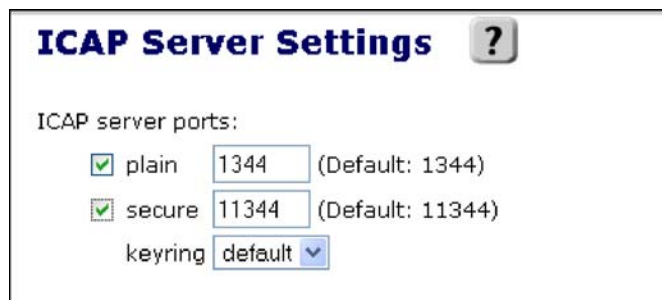 ICAP Server Settings ?
ICAP server ports:
plain 1344 (Default: 1344)
secure 11344 (Default: 11344)
keyring default